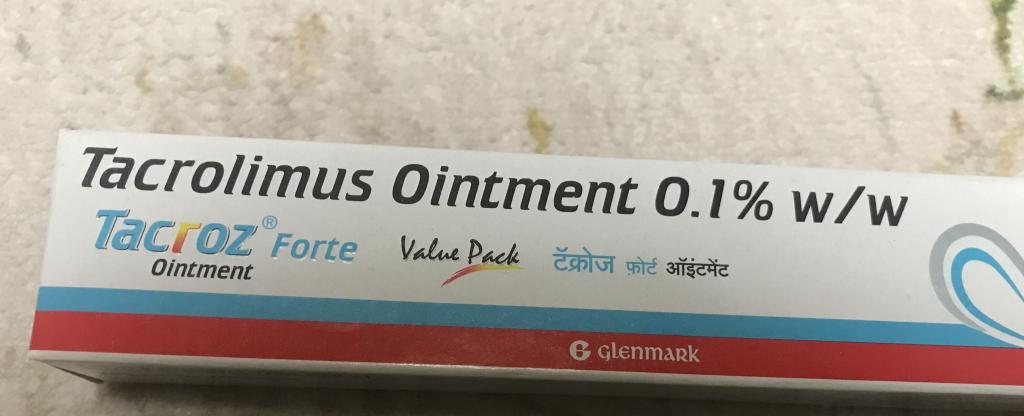 Tacrolimus Ointment 0.1% w/w
Tacroz® Forte
Ointment
Value Pack
टॅक्रोज फ़ोर्ट ऑइंटमेंट
G glenmark